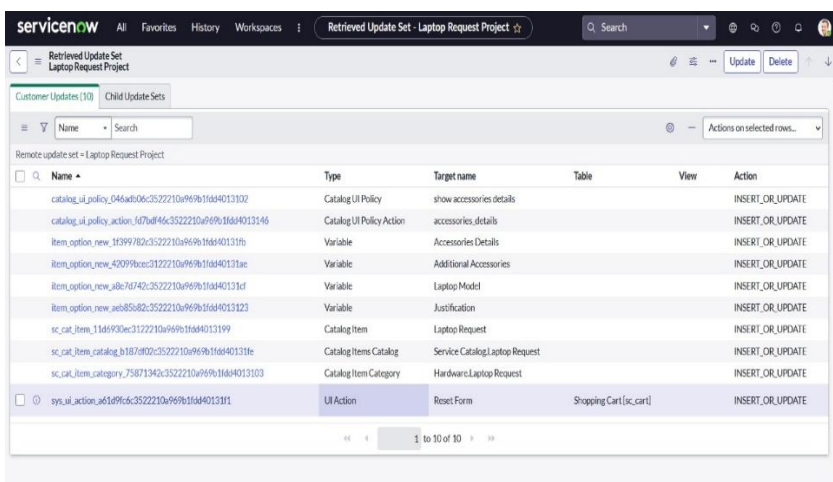 servicenow All Favorites History Workspaces Retrieved Update Set - Laptop Request Project Search
Retrieved Update Set
Laptop Request Project
Update Delete
Customer Updates (10) Child Update Sets
Name Search Actions on selected rows...
Remote update set = Laptop Request Project
Name Type Target name Table View Action
catalog_ui_policy_046adb06c3522210a969b1fdd4013102 Catalog UI Policy show accessories details INSERT_OR_UPDATE
catalog_ui_policy_action_fd7bdf46c3522210a969b1fdd4013146 Catalog UI Policy Action accessories_details INSERT_OR_UPDATE
item_option_new_1f399782c3522210a969b1fdd40131fb Variable Accessories Details INSERT_OR_UPDATE
item_option_new_42099bcec3122210a969b1fdd40131ae Variable Additional Accessories INSERT_OR_UPDATE
item_option_new_a8e7d742c3522210a969b1fdd40131cf Variable Laptop Model INSERT_OR_UPDATE
item_option_new_aeb85b82c3522210a969b1fdd4013123 Variable Justification INSERT_OR_UPDATE
sc_cat_item_11d6930ec3122210a969b1fdd4013199 Catalog Item Laptop Request INSERT_OR_UPDATE
sc_cat_item_catalog_b187df02c3522210a969b1fdd40131fe Catalog Items Catalog Service Catalog.Laptop Request INSERT_OR_UPDATE
sc_cat_item_category_75871342c3522210a969b1fdd4013103 Catalog Item Category Hardware.Laptop Request INSERT_OR_UPDATE
sys_ui_action_a61d9fc6c3522210a969b1fdd40131f1 UI Action Reset Form Shopping Cart [sc_cart] INSERT_OR_UPDATE
1 to 10 of 10